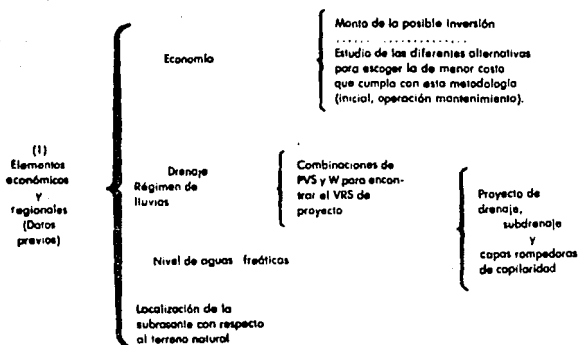 (1)
Elementos
económicos
y
regionales
(Datos
previos)
Economía
Monto de la posible inversión
Estudio de las diferentes alternativas
para escoger la de menor costo
que cumpla con esta metodología
(inicial, operación mantenimiento).
Drenaje
Régimen de
lluvias
Combinaciones de
PVS y W para encon-
trar el VRS de
proyecto
Proyecto de
drenaje,
subdrenaje
y
capas rompedoras
de capilaridad
Nivel de aguas freáticas
Localización de la
subrasante con respecto
al terreno natural